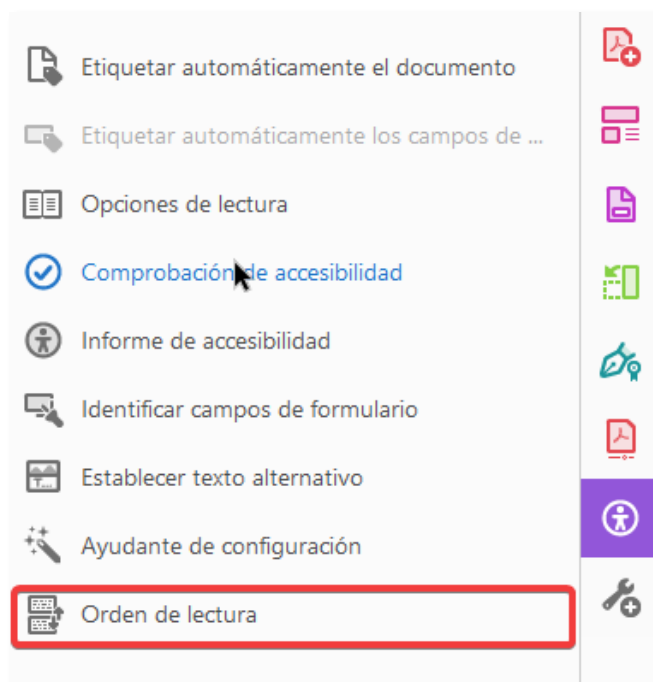 Etiquetar automáticamente el documento
Etiquetar automáticamente los campos de ...
Opciones de lectura
Comprobación de accesibilidad
Informe de accesibilidad
Identificar campos de formulario
Establecer texto alternativo
Ayudante de configuración
Orden de lectura